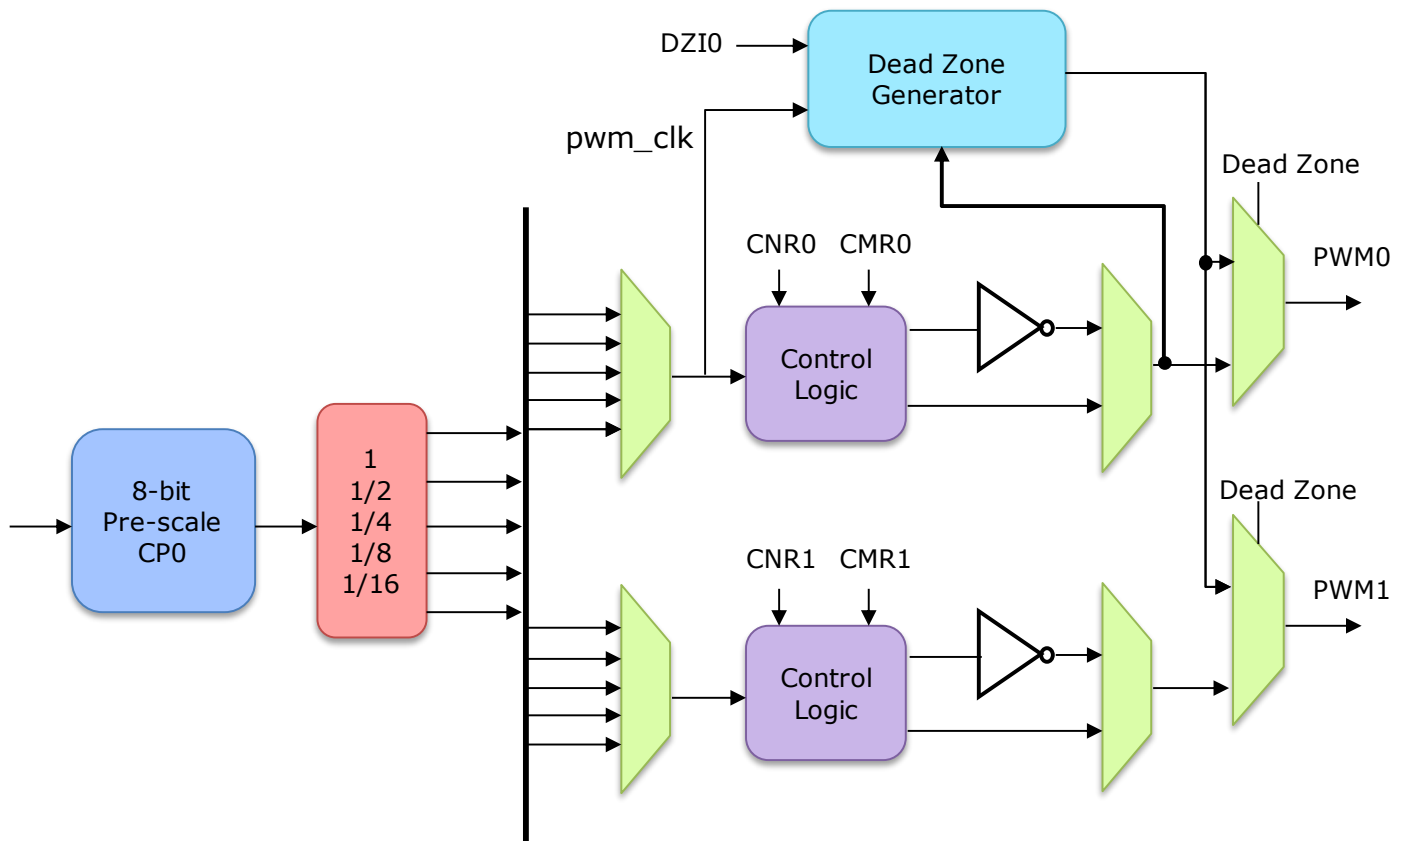 DZI0
Dead Zone
Generator
pwm_clk
Dead Zone
CNR0
CMR0
PWM0
Control
Logic
1
1/2
1/4
1/8
1/16
8-bit
Pre-scale
CP0
Dead Zone
CNR1
CMR1
PWM1
Control
Logic